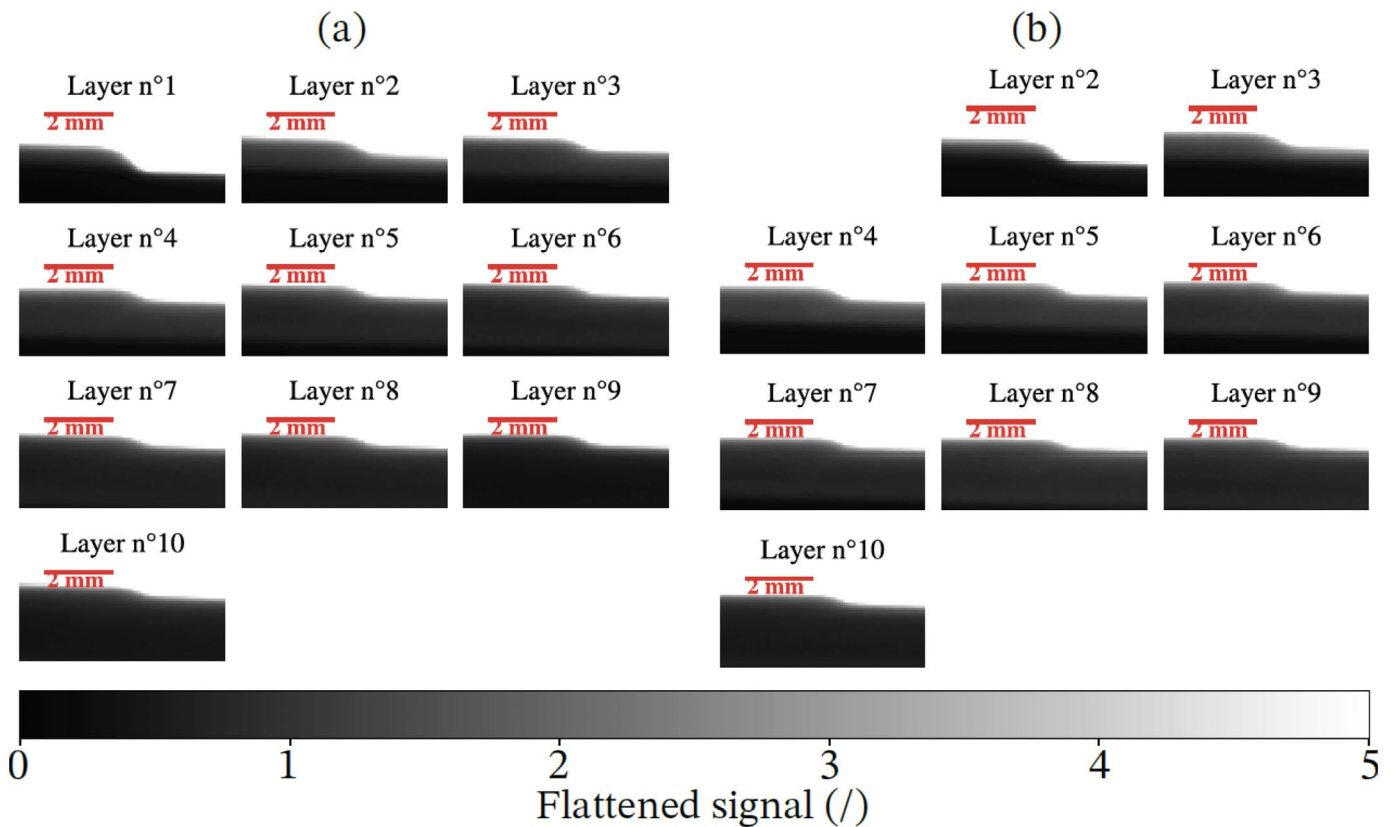 (a) (b)
Layer n°1 Layer n°2 Layer n°3 Layer n°2 Layer n°3
2 mm 2 mm 2 mm 2 mm 2 mm
Layer n°4 Layer n°5 Layer n°6 Layer n°4 Layer n°5 Layer n°6
2 mm 2 mm 2 mm 2 mm 2 mm 2 mm
Layer n°7 Layer n°8 Layer n°9 Layer n°7 Layer n°8 Layer n°9
2 mm 2 mm 2 mm 2 mm 2 mm 2 mm
Layer n°10 Layer n°10
2 mm 2 mm
0 1 2 3 4 5
Flattened signal (/)